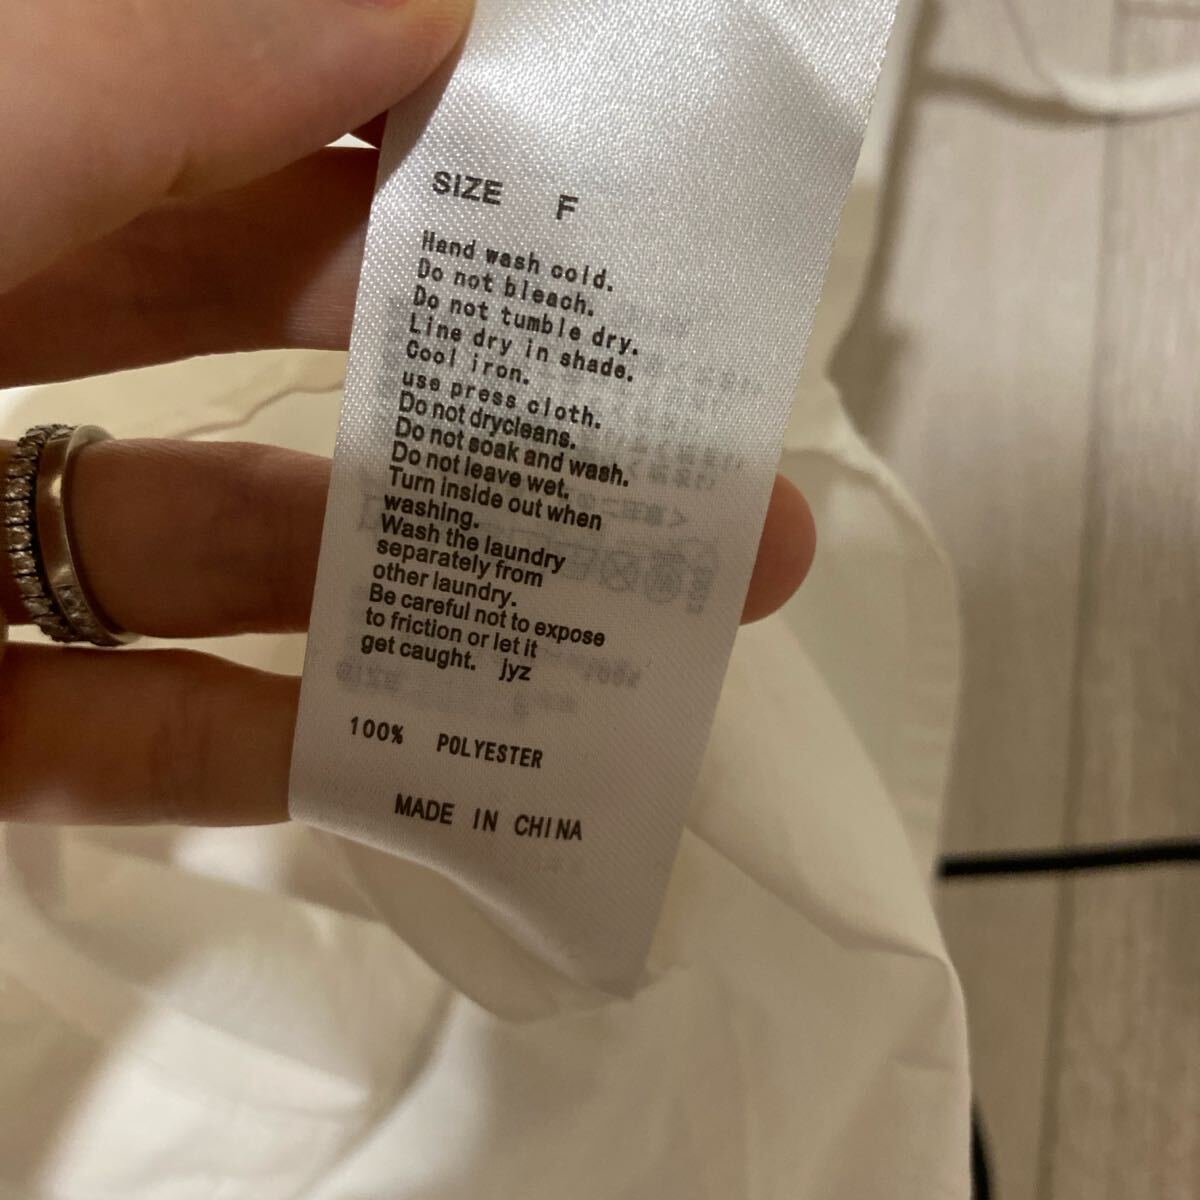 SIZE F
Hand wash cold.
Do not bleach.
Do not tumble dry.
Line dry in shade.
Cool iron.
use press cloth.
Do not drycleans.
Do not soak and wash.
Do not leave wet.
Turn inside out when
washing.
Wash the laundry
separately from
other laundry.
Be careful not to expose
to friction or let it
get caught. jyz
100% POLYESTER
MADE IN CHINA